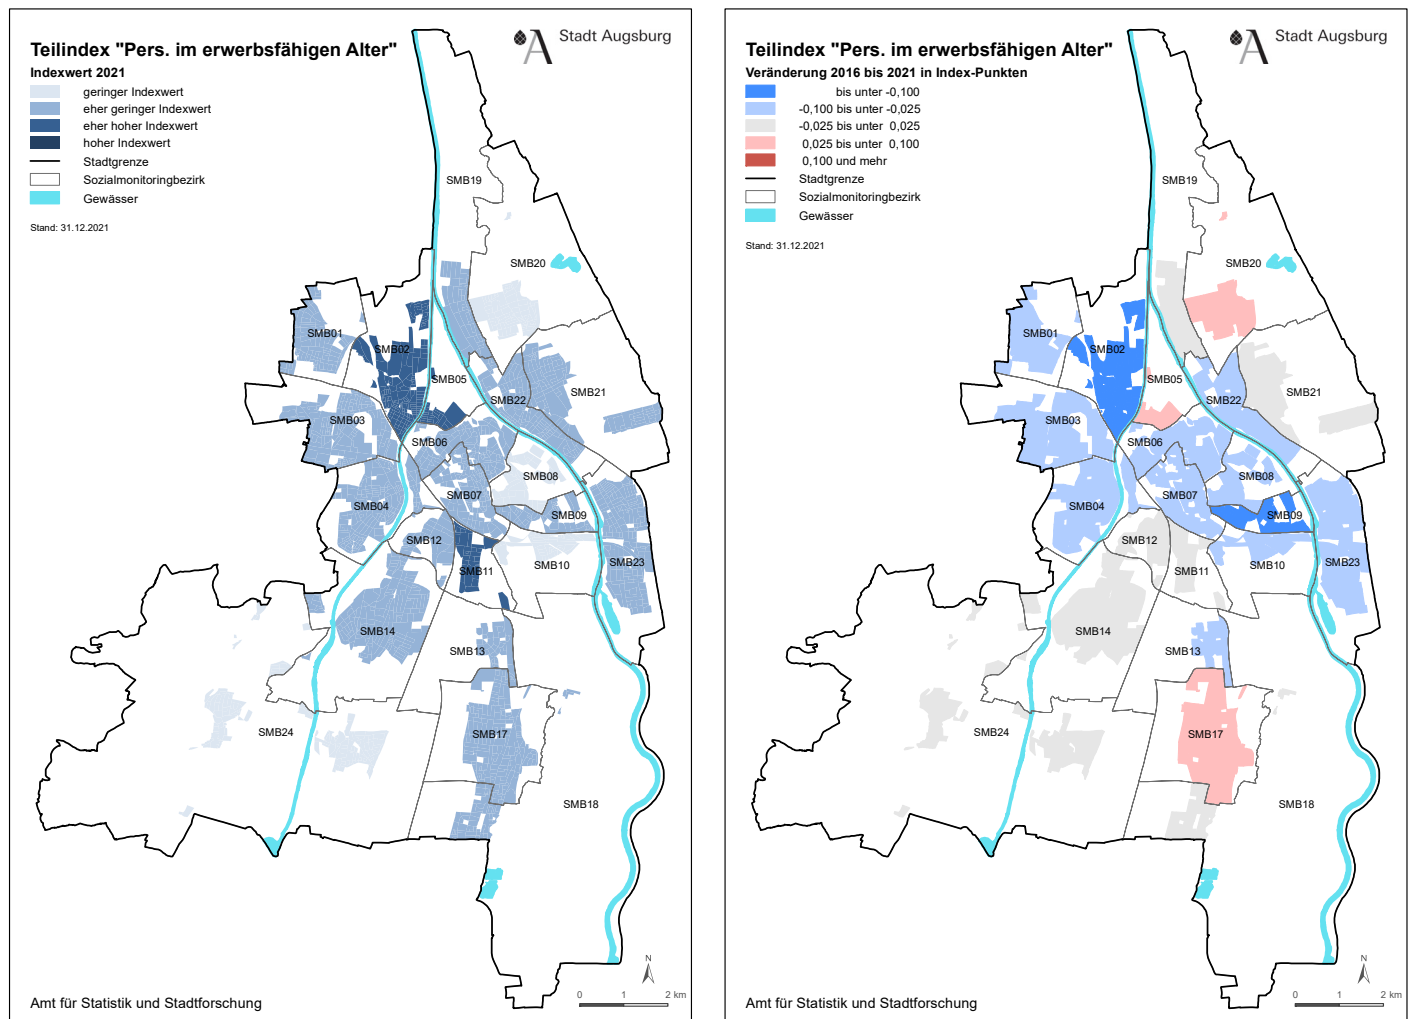 Teilindex "Pers. im erwerbsfähigen Alter"
Stadt Augsburg
Indexwert 2021
geringer Indexwert
eher geringer Indexwert
eher hoher Indexwert
hoher Indexwert
Stadtgrenze
Sozialmonitoringbezirk
Gewässer
Stand: 31.12.2021
SMB19
SMB20
SMB01
SMB02
SMB05
SMB21
SMB22
SMB03
SMB06
SMB08
SMB07
SMB04
SMB09
SMB12
SMB10
SMB23
SMB11
SMB14
SMB13
SMB24
SMB17
SMB18
N
0 1 2 km
Amt für Statistik und Stadtforschung
Teilindex "Pers. im erwerbsfähigen Alter"
Stadt Augsburg
Veränderung 2016 bis 2021 in Index-Punkten
bis unter -0,100
-0,100 bis unter -0,025
-0,025 bis unter 0,025
0,025 bis unter 0,100
0,100 und mehr
Stadtgrenze
Sozialmonitoringbezirk
Gewässer
Stand: 31.12.2021
SMB19
SMB20
SMB01
SMB02
SMB05
SMB21
SMB22
SMB03
SMB06
SMB08
SMB07
SMB04
SMB09
SMB12
SMB10
SMB23
SMB11
SMB14
SMB13
SMB24
SMB17
SMB18
N
0 1 2 km
Amt für Statistik und Stadtforschung